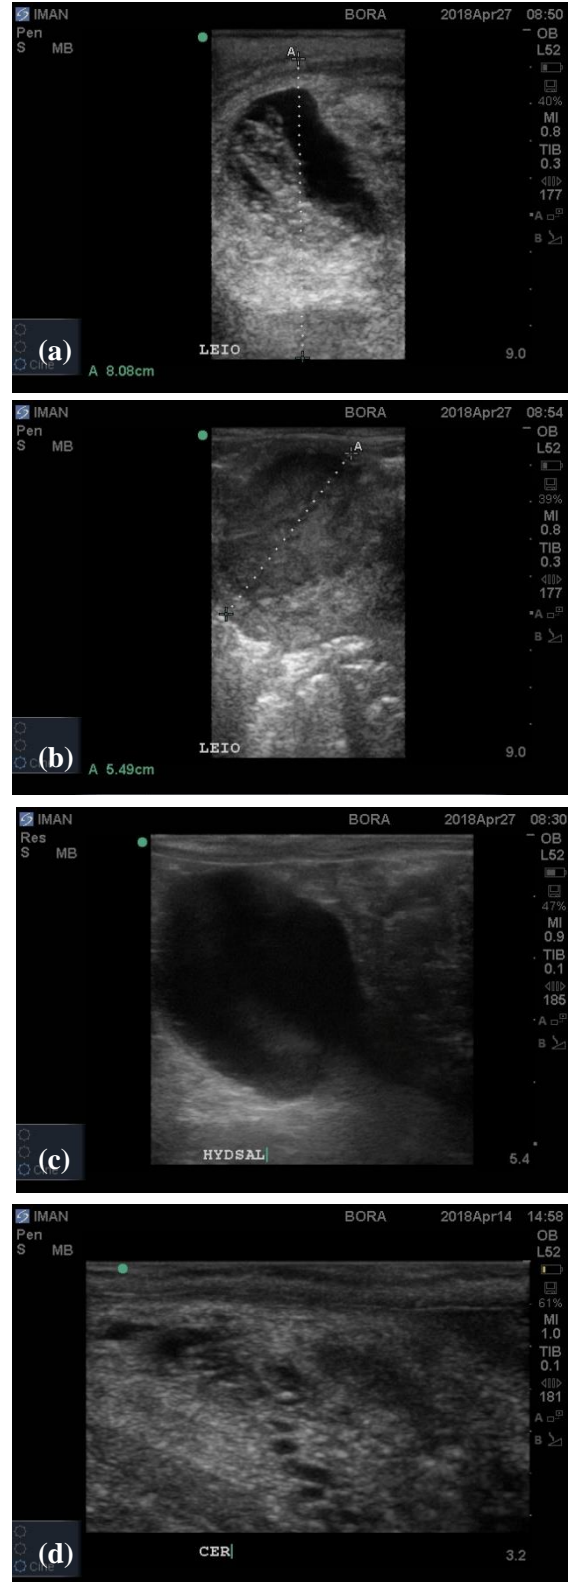 IMAN BORA 2018Apr27 08:50
Pen OB
S MB L52
A
40%
MI
0.8
TIB
0.3
177
A
B
LEIO
9.0
(a)
A 8.08cm
IMAN BORA 2018Apr27 08:54
Pen OB
S MB L52
A
39%
MI
0.8
TIB
0.3
177
A
B
LEIO
9.0
(b)
A 5.49cm
IMAN BORA 2018Apr27 08:30
Res OB
S MB L52
47%
MI
0.9
TIB
0.1
185
A
B
HYDSAL
5.4
(c)
IMAN BORA 2018Apr14 14:58
Pen OB
S MB L52
61%
MI
1.0
TIB
0.1
181
A
B
CER
3.2
(d)